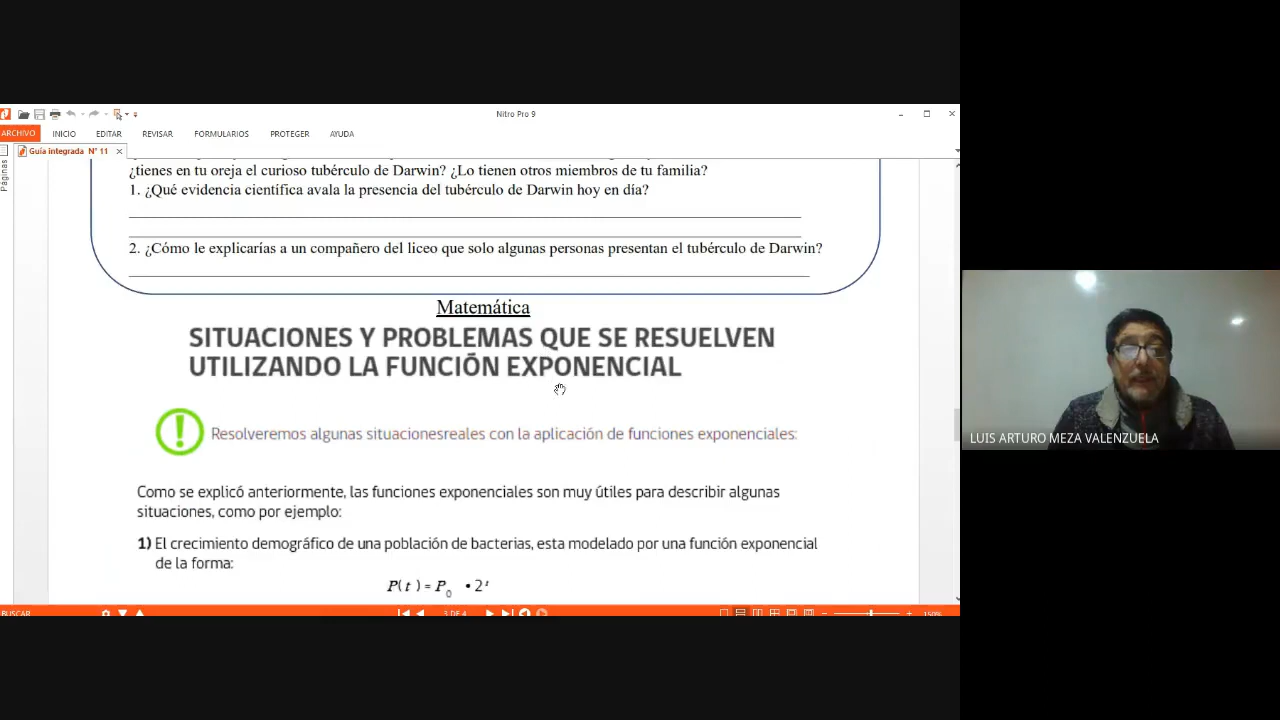 Nitro Pro 9
ARCHIVO INICIO EDITAR REVISAR FORMULARIOS PROTEGER AYUDA
Guía integrada N° 11
Páginas
¿tienes en tu oreja el curioso tubérculo de Darwin? ¿Lo tienen otros miembros de tu familia?
1. ¿Qué evidencia científica avala la presencia del tubérculo de Darwin hoy en día?
2. ¿Cómo le explicarías a un compañero del liceo que solo algunas personas presentan el tubérculo de Darwin?
Matemática
SITUACIONES Y PROBLEMAS QUE SE RESUELVEN
UTILIZANDO LA FUNCIÓN EXPONENCIAL
! Resolveremos algunas situacionesreales con la aplicación de funciones exponenciales:
Como se explicó anteriormente, las funciones exponenciales son muy útiles para describir algunas
situaciones, como por ejemplo:
1) El crecimiento demográfico de una población de bacterias, esta modelado por una función exponencial
de la forma:
P(t) = P₀ • 2ᵗ
BUSCAR 3 DE 4 150%
LUIS ARTURO MEZA VALENZUELA